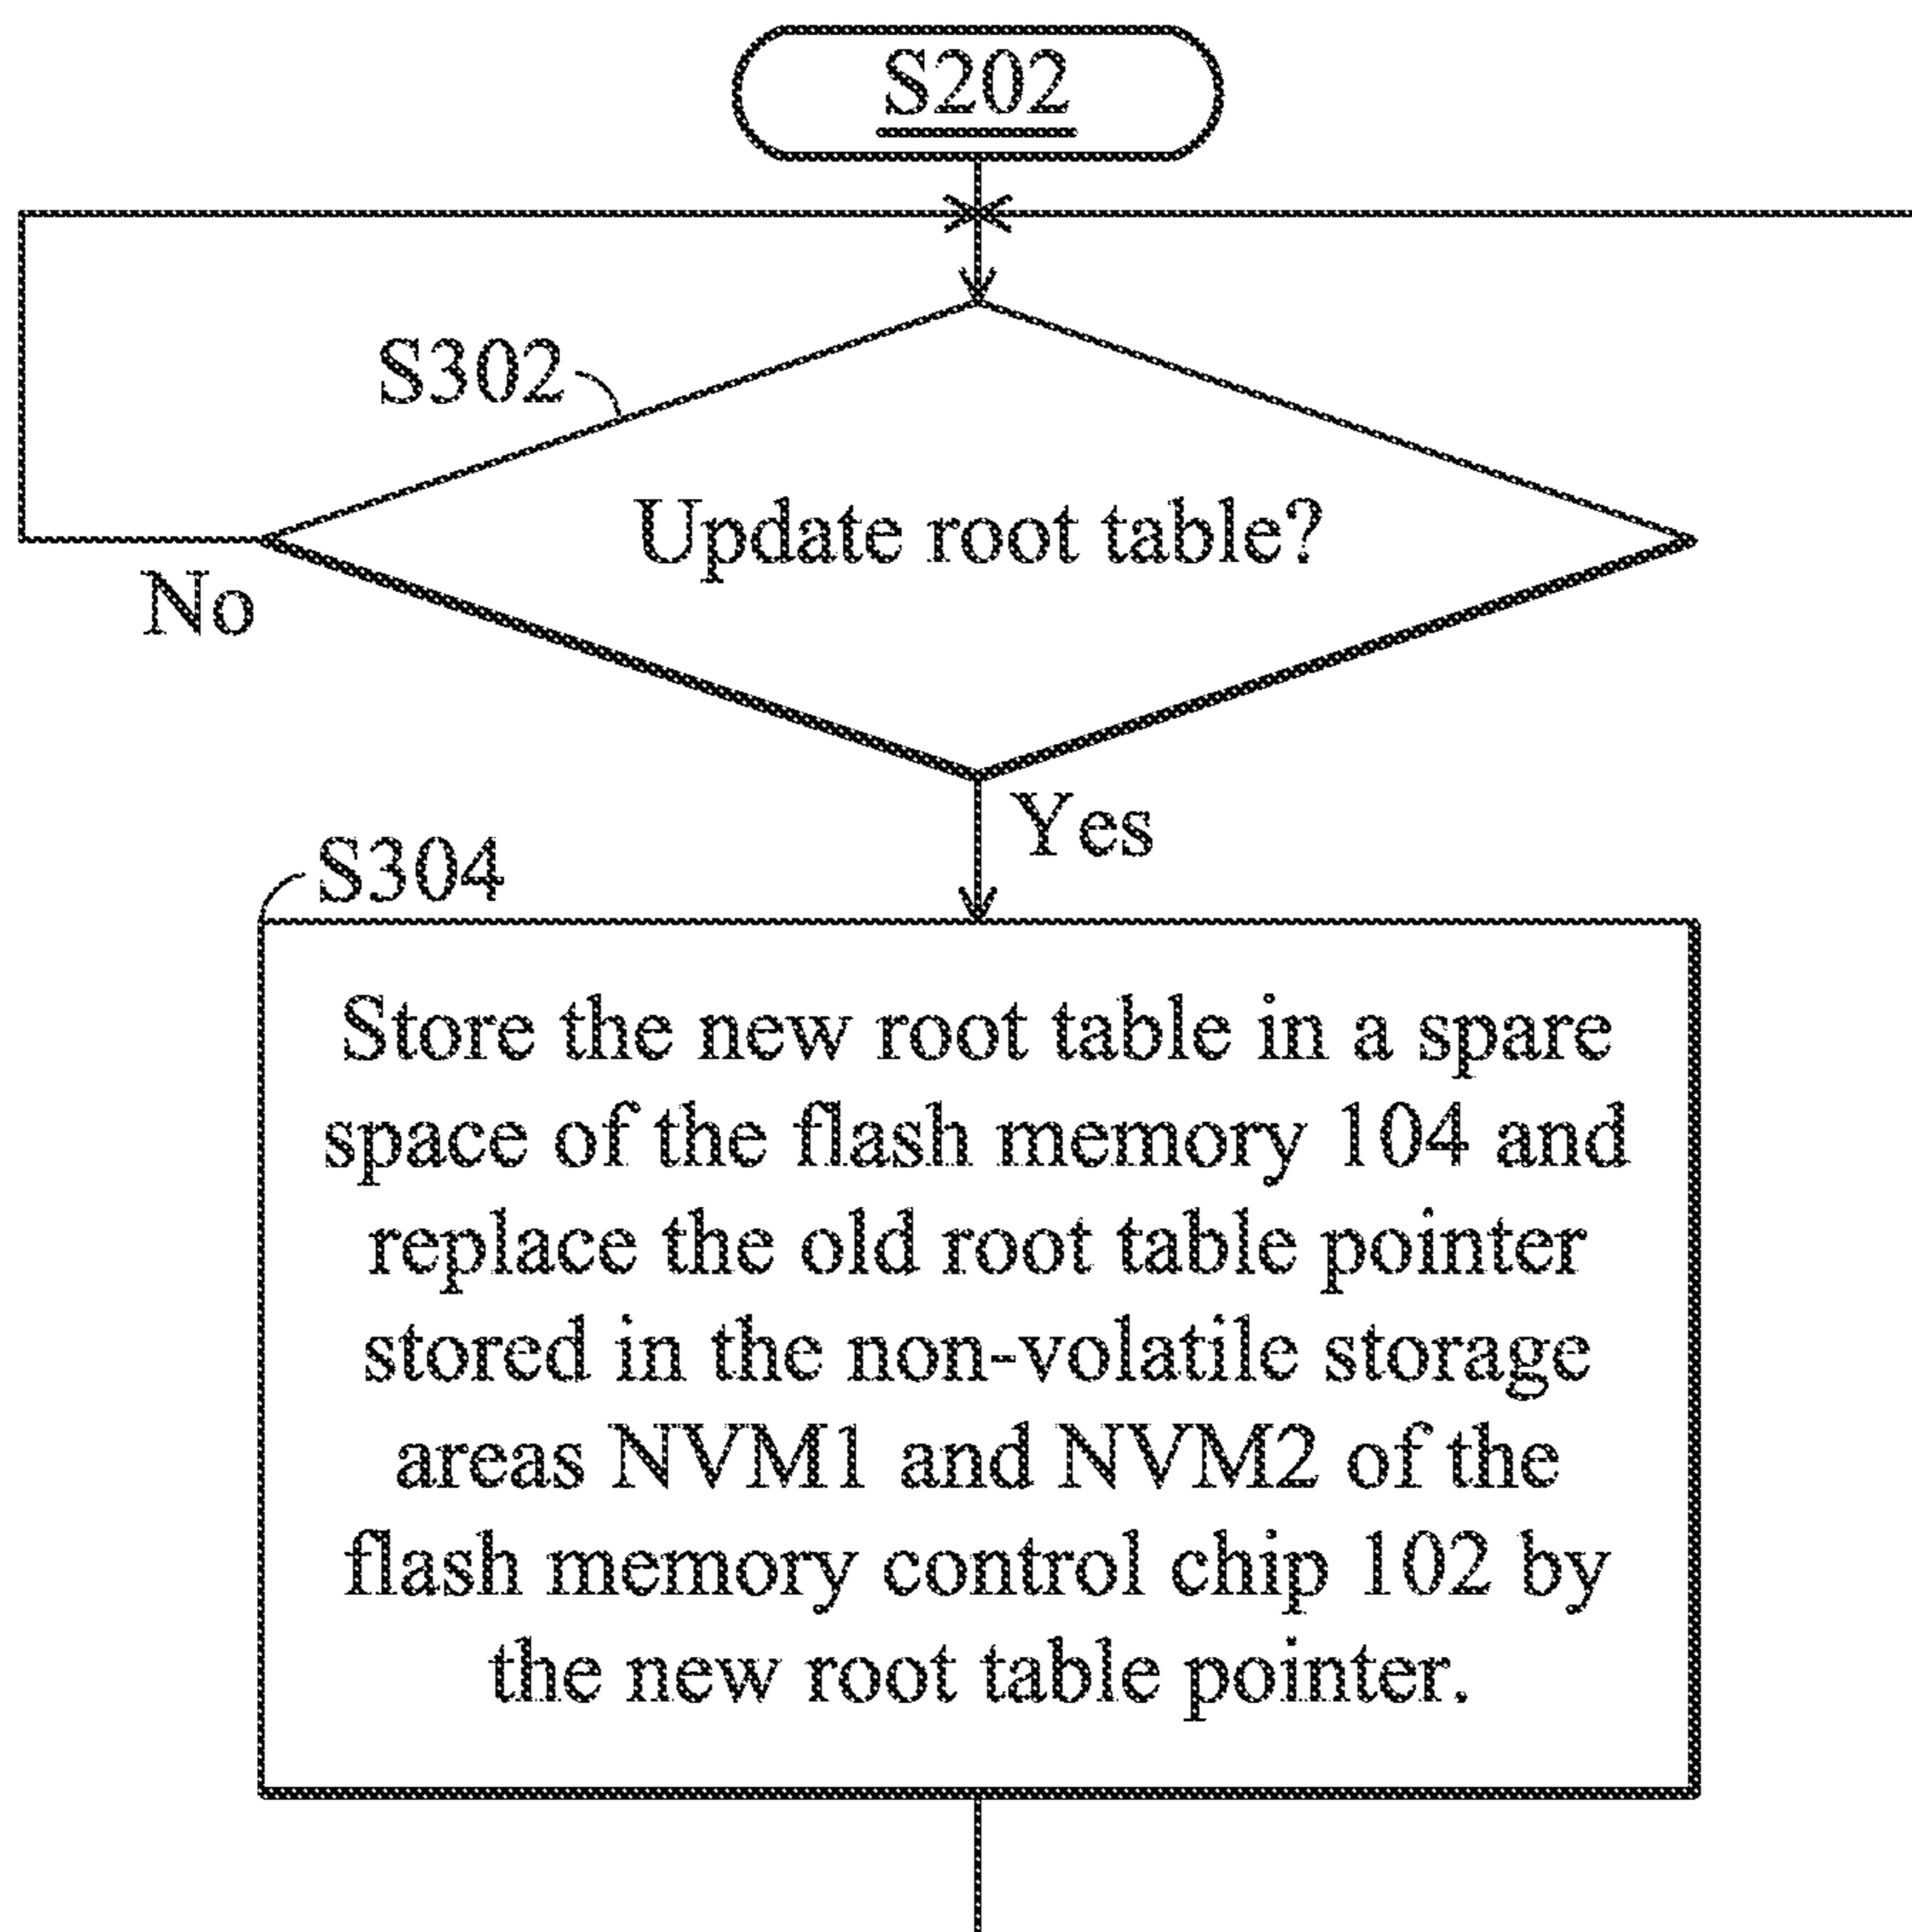 S202
S302
Update root table?
No
Yes
S304
Store the new root table in a spare
space of the flash memory 104 and
replace the old root table pointer
stored in the non-volatile storage
areas NVM1 and NVM2 of the
flash memory control chip 102 by
the new root table pointer.